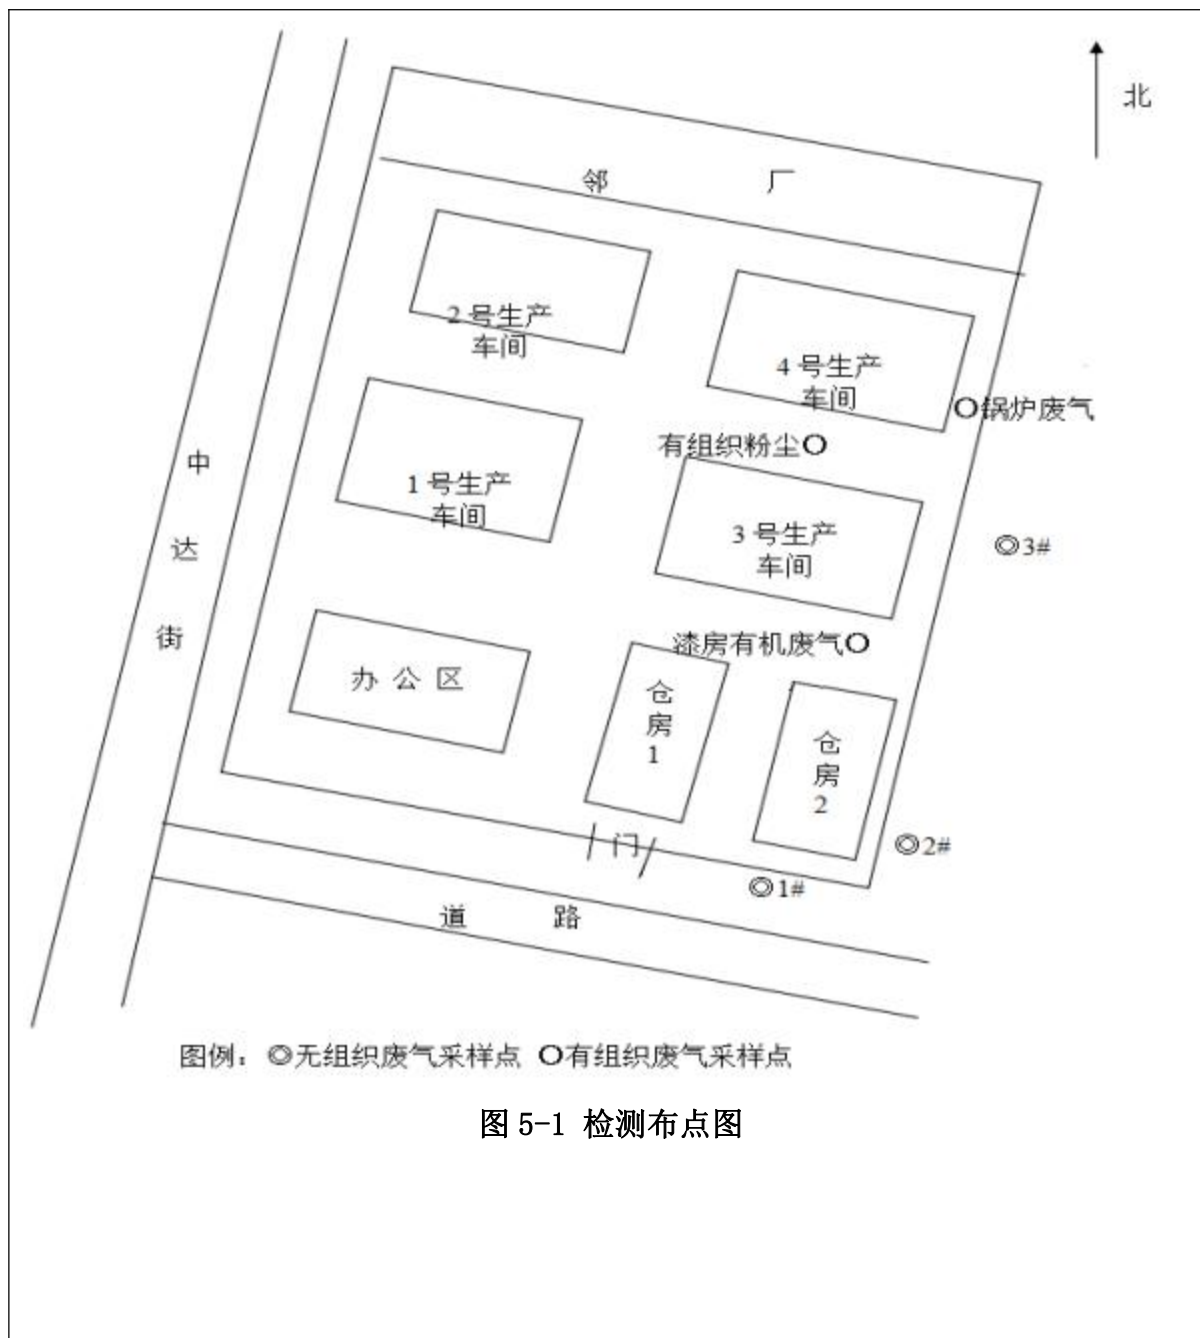 北
邻 厂
2 号生产
车间
4 号生产
车间
锅炉废气
有组织粉尘
1 号生产
车间
3 号生产
车间
3#
中
达
街
漆房有机废气
办 公 区
仓
房
1
仓
房
2
2#
门
1#
道 路
图例：◎无组织废气采样点 O有组织废气采样点
图 5-1 检测布点图